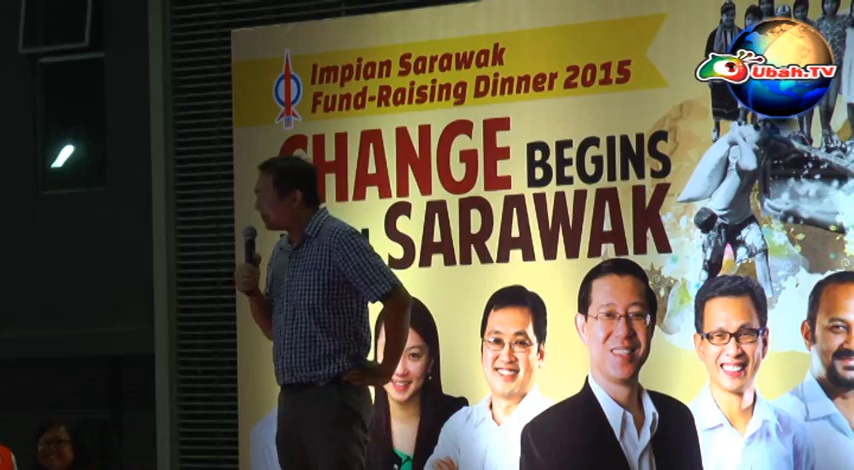 Ubah.TV
Impian Sarawak
Fund-Raising Dinner 2015
CHANGE BEGINS
SARAWAK